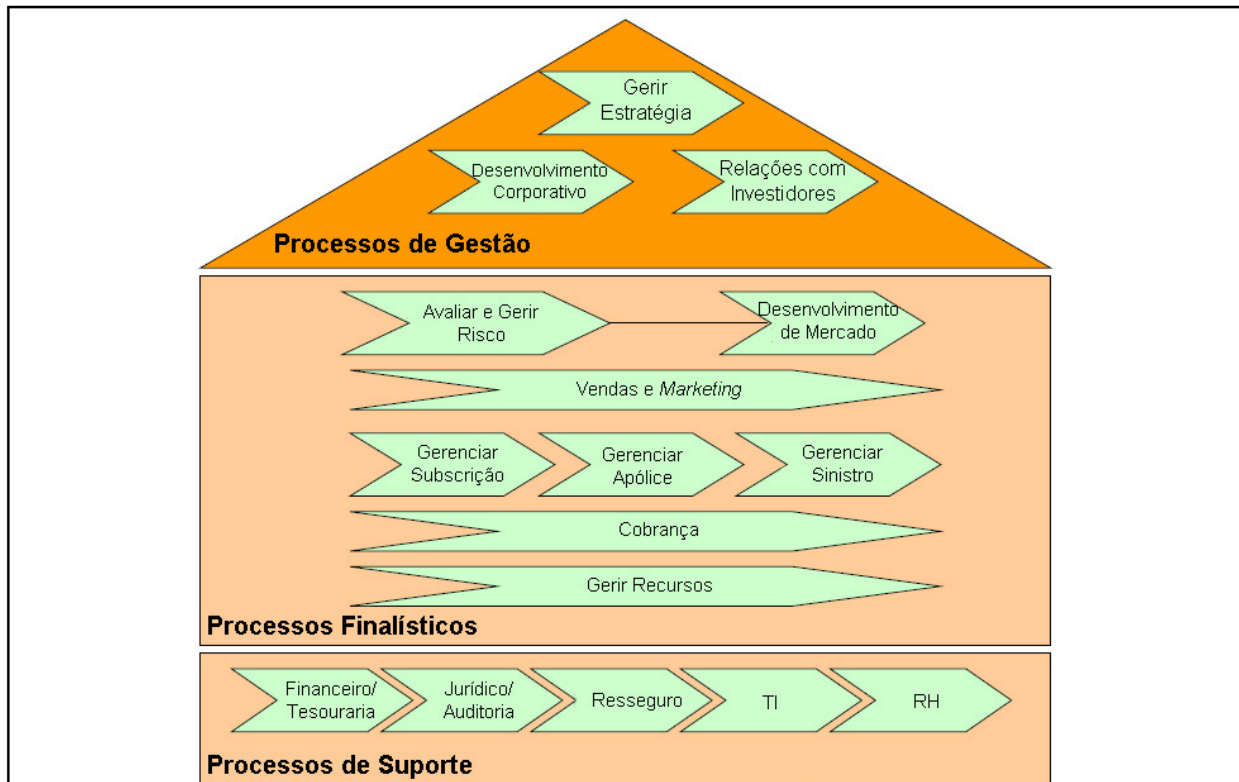 Gerir
Estratégia
Desenvolvimento
Corporativo
Relações com
Investidores
Processos de Gestão
Avaliar e Gerir
Risco
Desenvolvimento
de Mercado
Vendas e Marketing
Gerenciar
Subscrição
Gerenciar
Apólice
Gerenciar
Sinistro
Cobrança
Gerir Recursos
Processos Finalísticos
Financeiro/
Tesouraria
Jurídico/
Auditoria
Resseguro
TI
RH
Processos de Suporte